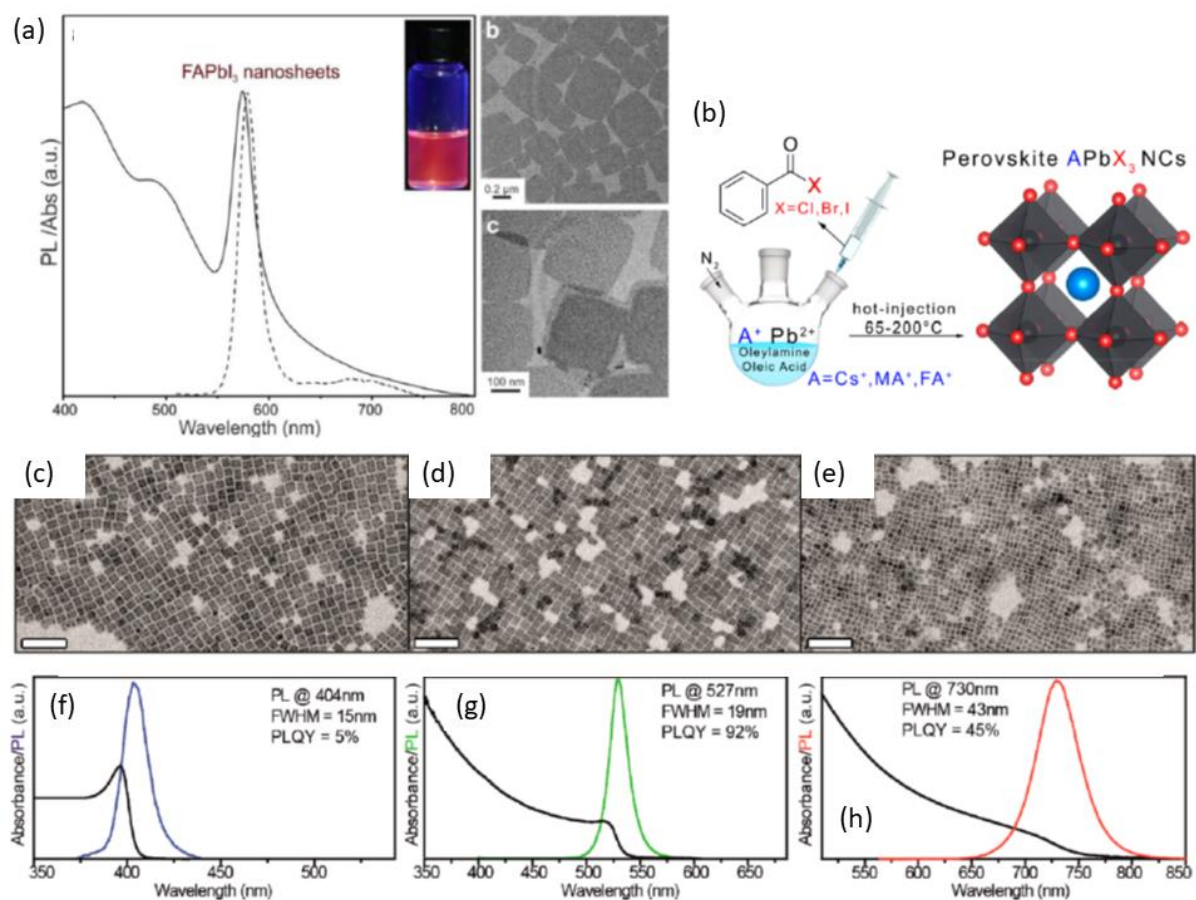 (a)
FAPbI3 nanosheets
PL /Abs (a.u.)
400 500 600 700 800
Wavelength (nm)
b
0.2 µm
c
100 nm
(b)
O
X
X=Cl,Br,I
N2
A+ Pb2+
Oleylamine
Oleic Acid
A=Cs+,MA+,FA+
hot-injection
65-200°C
Perovskite APbX3 NCs
(c)
(d)
(e)
(f)
PL @ 404nm
FWHM = 15nm
PLQY = 5%
Absorbance/PL (a.u.)
350 400 450 500
Wavelength (nm)
(g)
PL @ 527nm
FWHM = 19nm
PLQY = 92%
Absorbance/PL (a.u.)
350 400 450 500 550 600 650
Wavelength (nm)
PL @ 730nm
FWHM = 43nm
PLQY = 45%
(h)
Absorbance/PL (a.u.)
550 600 650 700 750 800 850
Wavelength (nm)